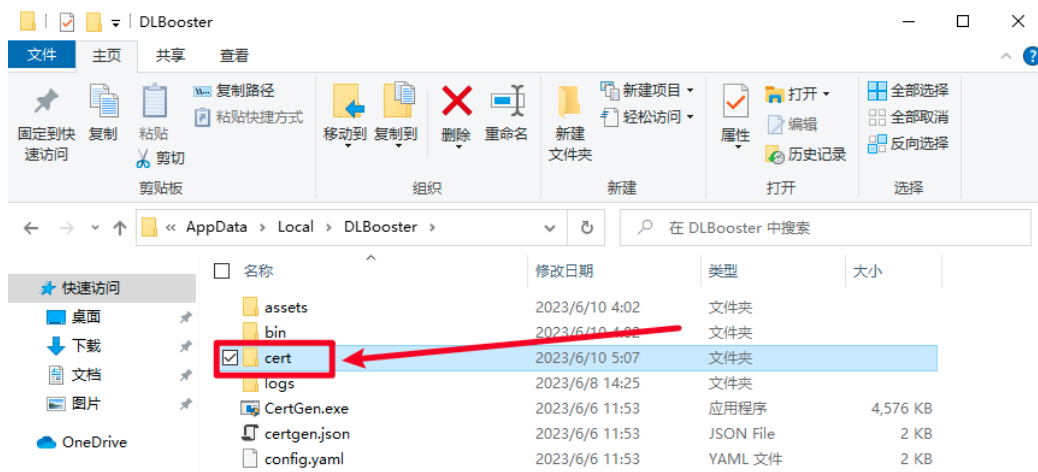 DLBooster
文件 主页 共享 查看
固定到快速访问 复制 粘贴 复制路径 粘贴快捷方式 剪切 移动到 复制到 删除 重命名 新建文件夹 新建项目 轻松访问 属性 打开 编辑 历史记录 全部选择 全部取消 反向选择
剪贴板 组织 新建 打开 选择
« AppData > Local > DLBooster > 在 DLBooster 中搜索
名称 修改日期 类型 大小
快速访问
桌面
下载
文档
图片
OneDrive
assets 2023/6/10 4:02 文件夹
bin 2023/6/10 4:02 文件夹
cert 2023/6/10 5:07 文件夹
logs 2023/6/8 14:25 文件夹
CertGen.exe 2023/6/6 11:53 应用程序 4,576 KB
certgen.json 2023/6/6 11:53 JSON File 2 KB
config.yaml 2023/6/6 11:53 YAML 文件 2 KB